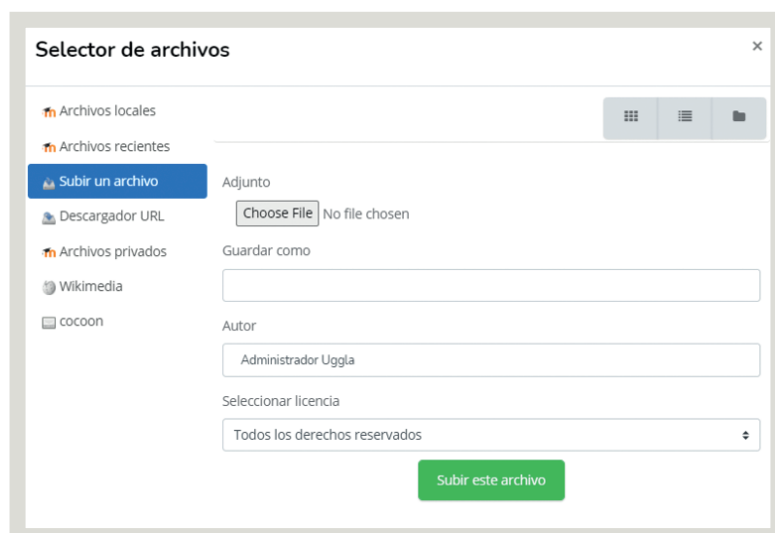 Selector de archivos
×
Archivos locales
Archivos recientes
Subir un archivo
Descargador URL
Archivos privados
Wikimedia
cocoon
Adjunto
Choose File No file chosen
Guardar como
Autor
Administrador Uggla
Seleccionar licencia
Todos los derechos reservados
Subir este archivo